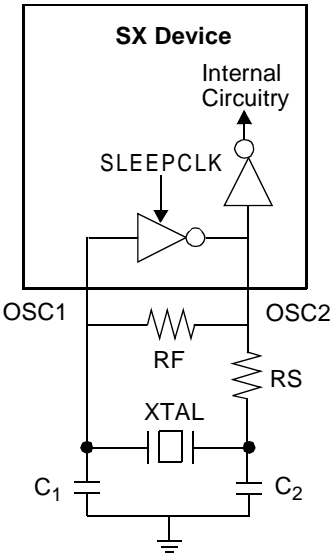 SX Device
Internal
Circuitry
SLEEPCLK
OSC1
OSC2
RF
RS
XTAL
C1
C2